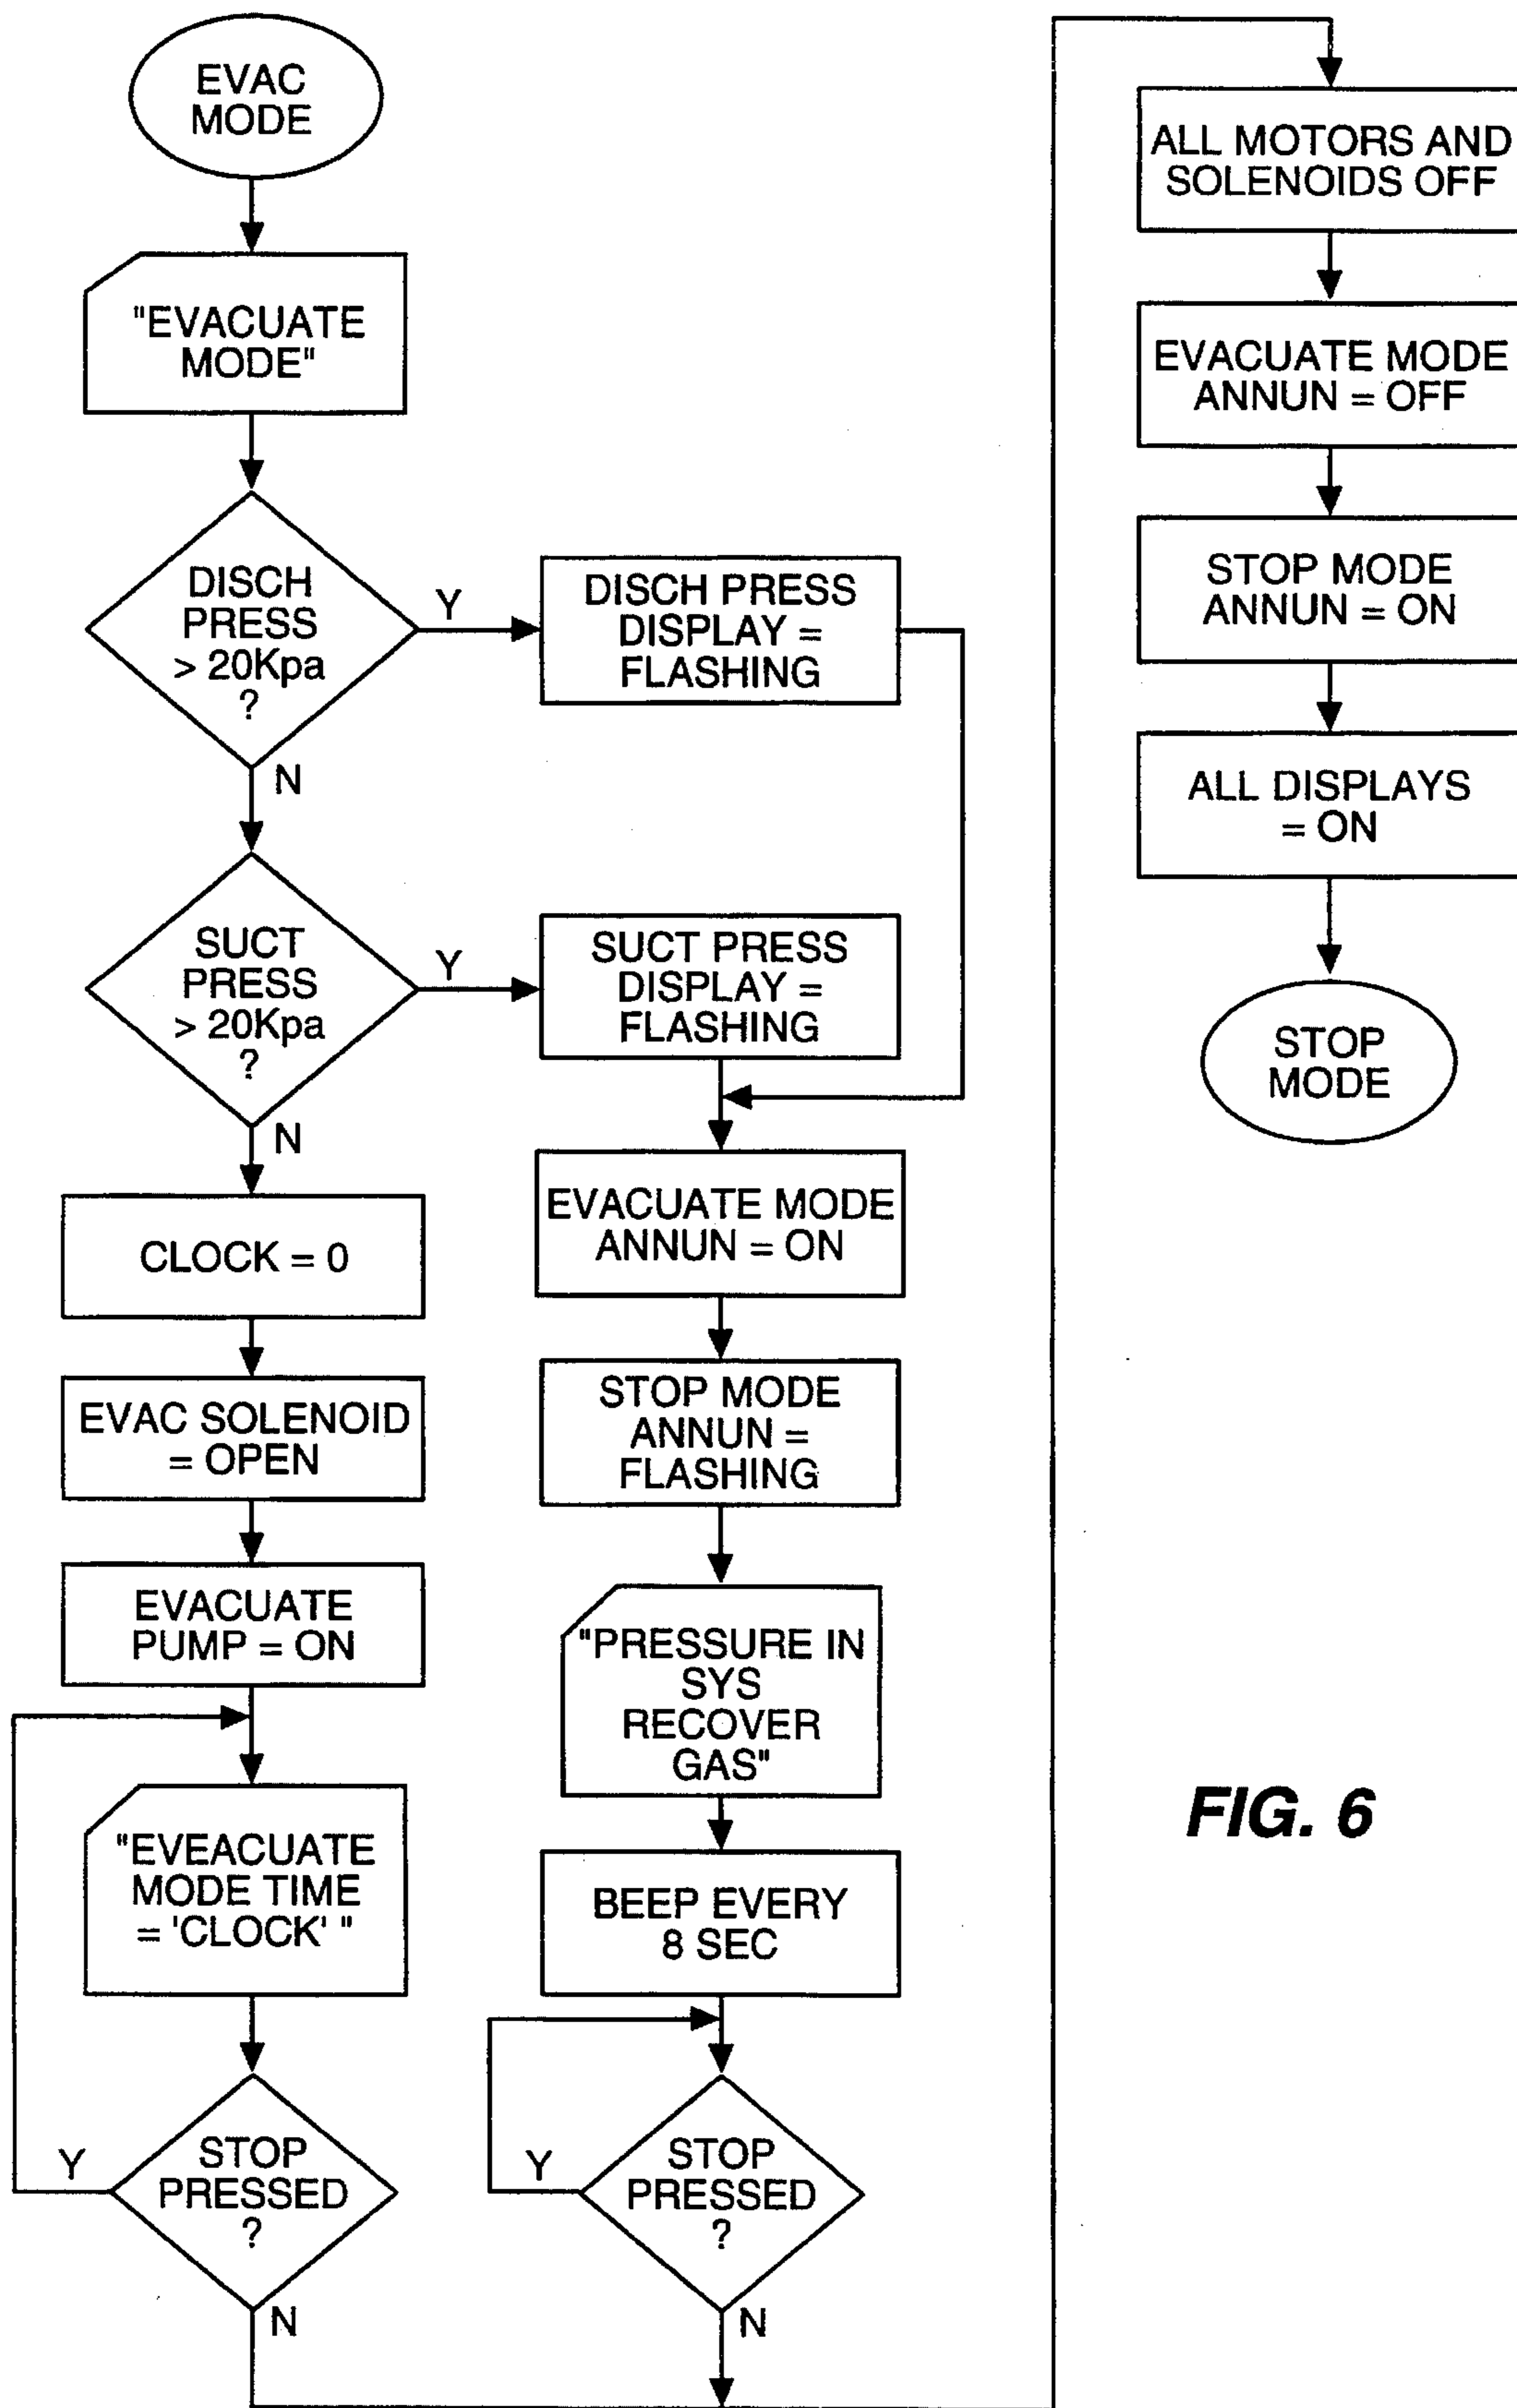 EVAC
MODE
"EVACUATE
MODE"
DISCH
PRESS
> 20Kpa
?
Y
N
DISCH PRESS
DISPLAY =
FLASHING
SUCT
PRESS
> 20Kpa
?
Y
N
SUCT PRESS
DISPLAY =
FLASHING
CLOCK = 0
EVAC SOLENOID
= OPEN
EVACUATE
PUMP = ON
"EVEACUATE
MODE TIME
= 'CLOCK' "
STOP
PRESSED
?
Y
N
EVACUATE MODE
ANNUN = ON
STOP MODE
ANNUN =
FLASHING
"PRESSURE IN
SYS
RECOVER
GAS"
BEEP EVERY
8 SEC
STOP
PRESSED
?
Y
N
ALL MOTORS AND
SOLENOIDS OFF
EVACUATE MODE
ANNUN = OFF
STOP MODE
ANNUN = ON
ALL DISPLAYS
= ON
STOP
MODE
FIG. 6